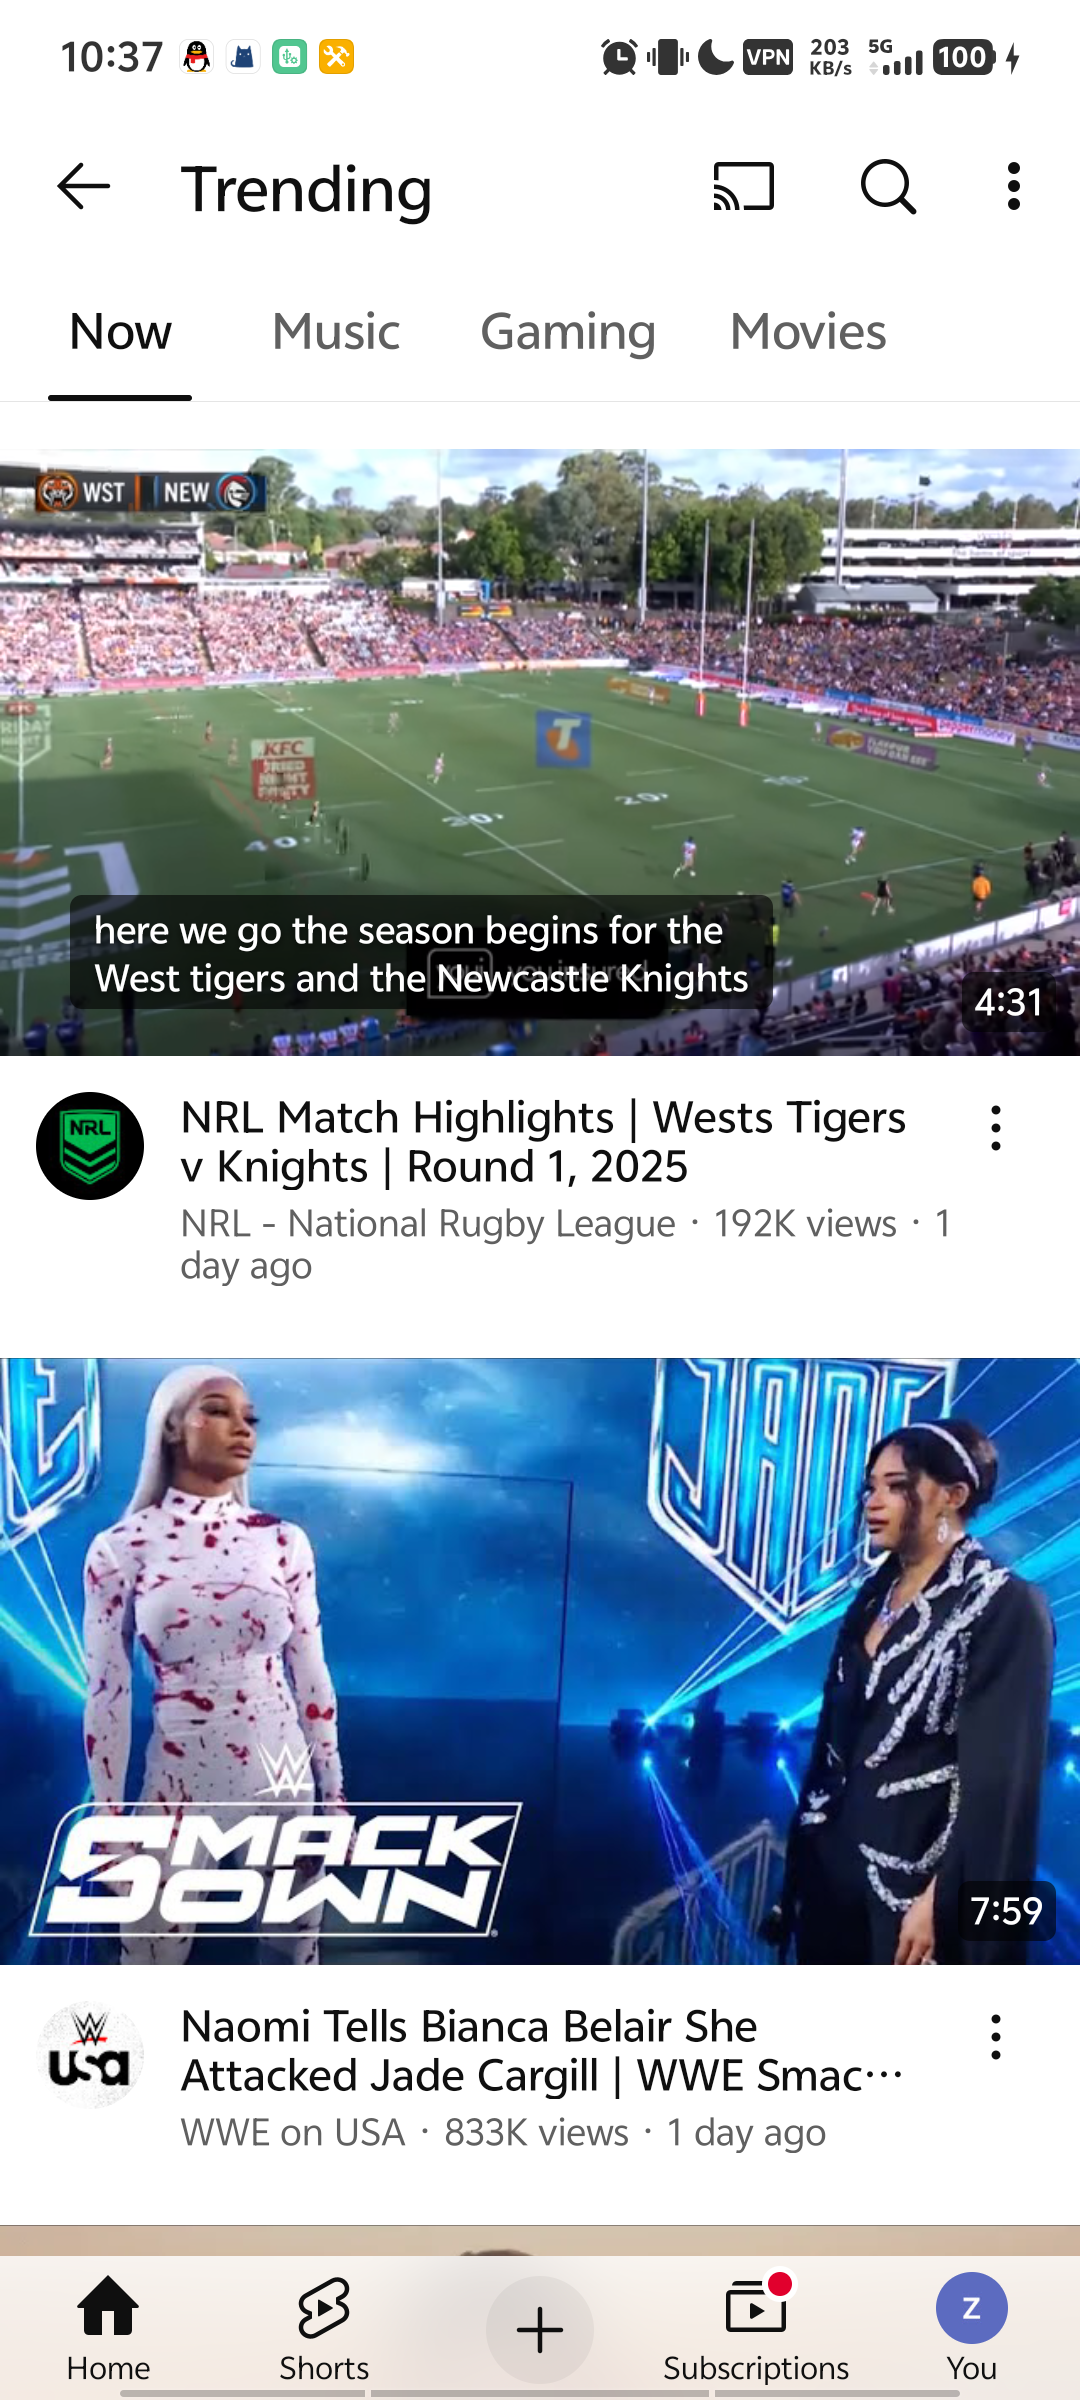 10:37
VPN
203
KB/s
5G
100
Trending
Now
Music
Gaming
Movies
WST
NEW
KFC
T
20
40
here we go the season begins for the
West tigers and the Newcastle Knights
4:31
NRL
NRL Match Highlights | Wests Tigers
v Knights | Round 1, 2025
NRL - National Rugby League · 192K views · 1
day ago
JADE
W
SMACK
DOWN
7:59
W
usa
Naomi Tells Bianca Belair She
Attacked Jade Cargill | WWE Smac...
WWE on USA · 833K views · 1 day ago
Home
Shorts
Subscriptions
Z
You